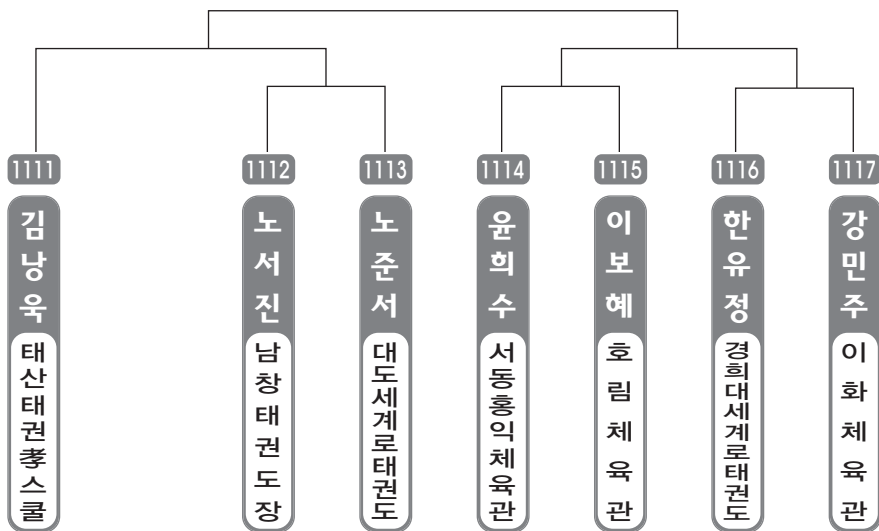 1111
김낭욱
태산태권孝스쿨
1112
노서진
남창태권도장
1113
노준서
대도세계로태권도
1114
윤희수
서동홍익체육관
1115
이보혜
호림체육관
1116
한유정
경희대세계로태권도
1117
강민주
이화체육관